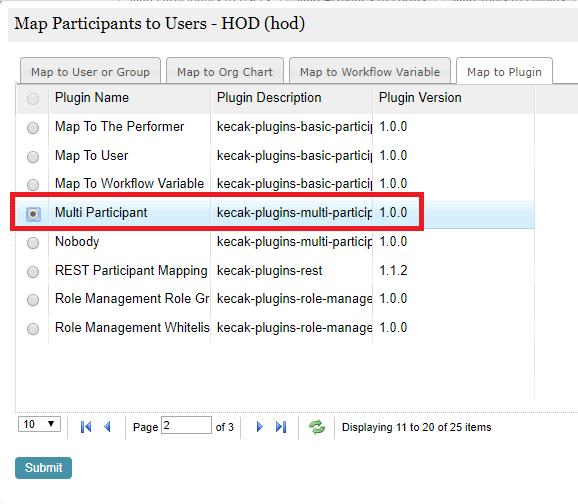 Map Participants to Users - HOD (hod)
Map to User or Group Map to Org Chart Map to Workflow Variable Map to Plugin
Plugin Name Plugin Description Plugin Version
Map To The Performer kecak-plugins-basic-particip 1.0.0
Map To User kecak-plugins-basic-particip 1.0.0
Map To Workflow Variable kecak-plugins-basic-particip 1.0.0
Multi Participant kecak-plugins-multi-particip 1.0.0
Nobody kecak-plugins-multi-particip 1.0.0
REST Participant Mapping kecak-plugins-rest 1.1.2
Role Management Role Gr kecak-plugins-role-manage 1.0.0
Role Management Whitelis kecak-plugins-role-manage 1.0.0
10 Page 2 of 3 Displaying 11 to 20 of 25 items
Submit